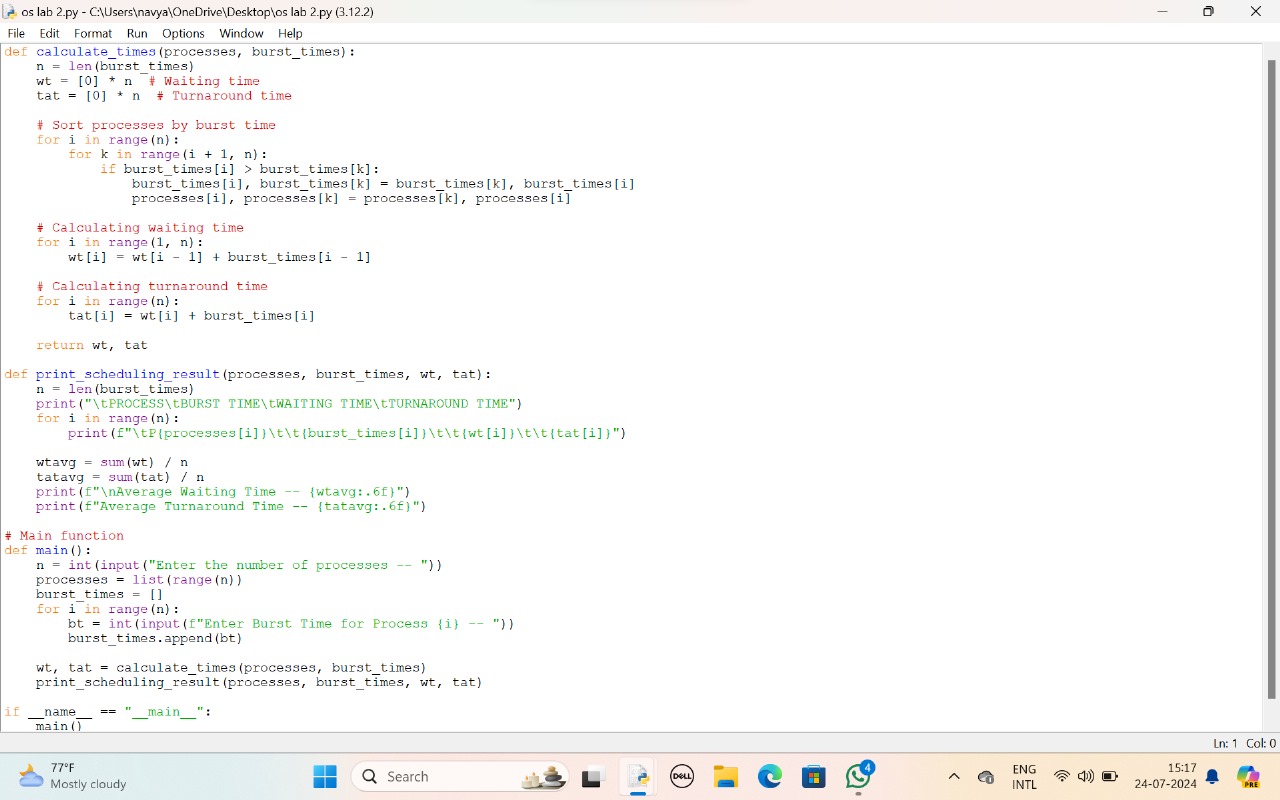 os lab 2.py - C:\Users\navya\OneDrive\Desktop\os lab 2.py (3.12.2)
File Edit Format Run Options Window Help
def calculate_times(processes, burst_times):
    n = len(burst_times)
    wt = [0] * n  # Waiting time
    tat = [0] * n  # Turnaround time

    # Sort processes by burst time
    for i in range(n):
        for k in range(i + 1, n):
            if burst_times[i] > burst_times[k]:
                burst_times[i], burst_times[k] = burst_times[k], burst_times[i]
                processes[i], processes[k] = processes[k], processes[i]

    # Calculating waiting time
    for i in range(1, n):
        wt[i] = wt[i - 1] + burst_times[i - 1]

    # Calculating turnaround time
    for i in range(n):
        tat[i] = wt[i] + burst_times[i]

    return wt, tat

def print_scheduling_result(processes, burst_times, wt, tat):
    n = len(burst_times)
    print("\tPROCESS\tBURST TIME\tWAITING TIME\tTURNAROUND TIME")
    for i in range(n):
        print(f"\tP{processes[i]}\t\t{burst_times[i]}\t\t{wt[i]}\t\t{tat[i]}")

    wtavg = sum(wt) / n
    tatavg = sum(tat) / n
    print(f"\nAverage Waiting Time -- {wtavg:.6f}")
    print(f"Average Turnaround Time -- {tatavg:.6f}")

# Main function
def main():
    n = int(input("Enter the number of processes -- "))
    processes = list(range(n))
    burst_times = []
    for i in range(n):
        bt = int(input(f"Enter Burst Time for Process {i} -- "))
        burst_times.append(bt)

    wt, tat = calculate_times(processes, burst_times)
    print_scheduling_result(processes, burst_times, wt, tat)

if __name__ == "__main__":
    main()
Ln: 1 Col: 0
77°F
Mostly cloudy
Search
DELL
4
ENG
INTL
15:17
24-07-2024
PRE